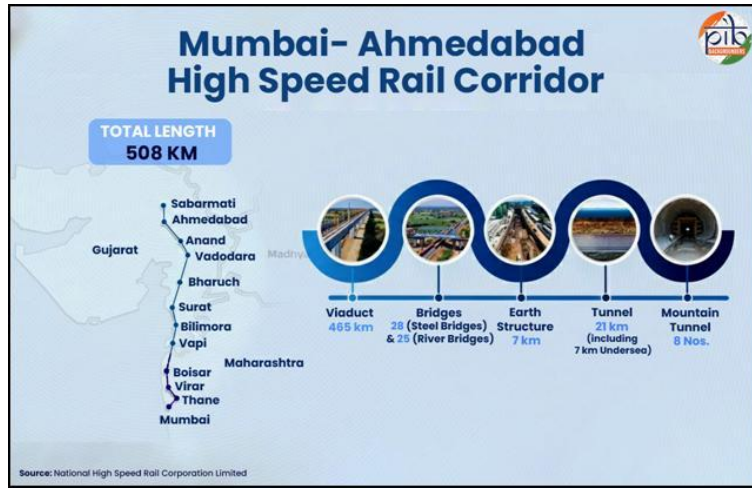 Mumbai- Ahmedabad
High Speed Rail Corridor
pib
BACKGROUNDERS
TOTAL LENGTH
508 KM
Sabarmati
Ahmedabad
Anand
Gujarat
Vadodara
Madhya
Bharuch
Surat
Bilimora
Vapi
Maharashtra
Boisar
Virar
Thane
Mumbai
Viaduct
465 km
Bridges
28 (Steel Bridges)
& 25 (River Bridges)
Earth
Structure
7 km
Tunnel
21 km
(including
7 km Undersea)
Mountain
Tunnel
8 Nos.
Source: National High Speed Rail Corporation Limited